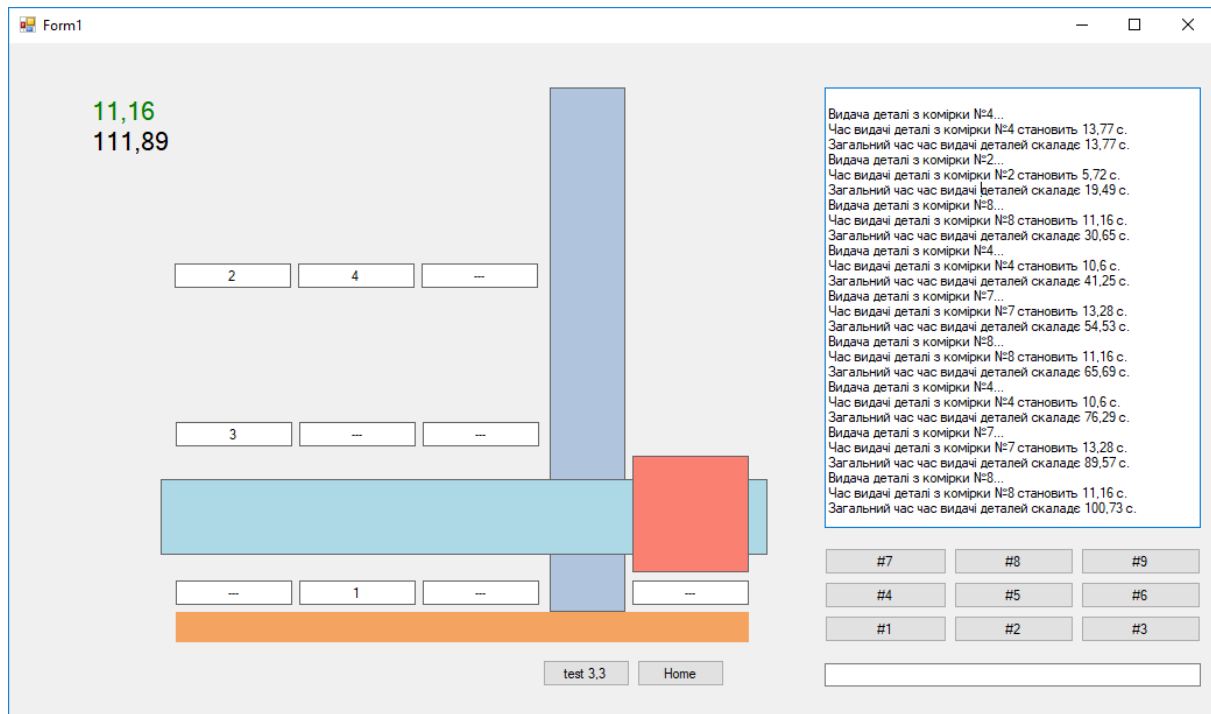 Form1
11,16
111,89
2 4 ---
3 --- ---
--- 1 --- ---
test 3,3 Home
Видача деталі з комірки №4...
Час видачі деталі з комірки №4 становить 13,77 с.
Загальний час час видачі деталей скаладє 13,77 с.
Видача деталі з комірки №2...
Час видачі деталі з комірки №2 становить 5,72 с.
Загальний час час видачі деталей скаладє 19,49 с.
Видача деталі з комірки №8...
Час видачі деталі з комірки №8 становить 11,16 с.
Загальний час час видачі деталей скаладє 30,65 с.
Видача деталі з комірки №4...
Час видачі деталі з комірки №4 становить 10,6 с.
Загальний час час видачі деталей скаладє 41,25 с.
Видача деталі з комірки №7...
Час видачі деталі з комірки №7 становить 13,28 с.
Загальний час час видачі деталей скаладє 54,53 с.
Видача деталі з комірки №8...
Час видачі деталі з комірки №8 становить 11,16 с.
Загальний час час видачі деталей скаладє 65,69 с.
Видача деталі з комірки №4...
Час видачі деталі з комірки №4 становить 10,6 с.
Загальний час час видачі деталей скаладє 76,29 с.
Видача деталі з комірки №7...
Час видачі деталі з комірки №7 становить 13,28 с.
Загальний час час видачі деталей скаладє 89,57 с.
Видача деталі з комірки №8...
Час видачі деталі з комірки №8 становить 11,16 с.
Загальний час час видачі деталей скаладє 100,73 с.
#7 #8 #9
#4 #5 #6
#1 #2 #3